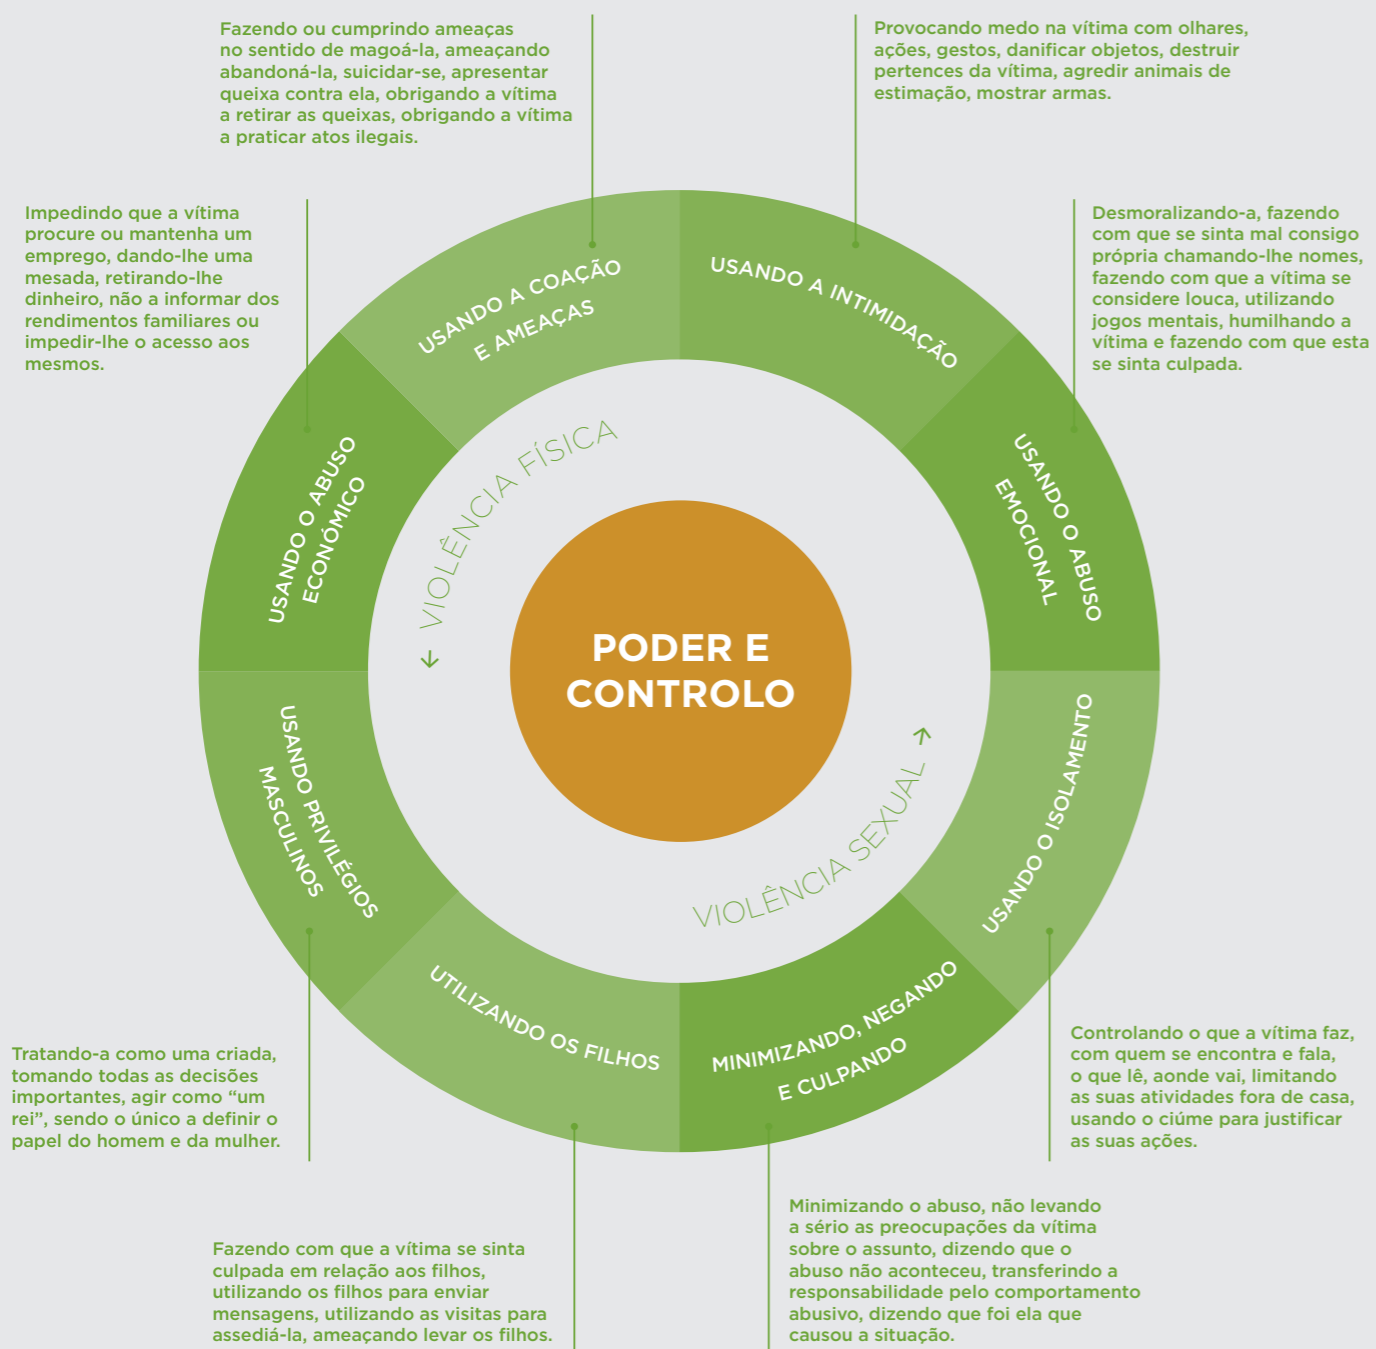 Fazendo ou cumprindo ameaças
no sentido de magoá-la, ameaçando
abandoná-la, suicidar-se, apresentar
queixa contra ela, obrigando a vítima
a retirar as queixas, obrigando a vítima
a praticar atos ilegais.
Provocando medo na vítima com olhares,
ações, gestos, danificar objetos, destruir
pertences da vítima, agredir animais de
estimação, mostrar armas.
Impedindo que a vítima
procure ou mantenha um
emprego, dando-lhe uma
mesada, retirando-lhe
dinheiro, não a informar dos
rendimentos familiares ou
impedir-lhe o acesso aos
mesmos.
Desmoralizando-a, fazendo
com que se sinta mal consigo
própria chamando-lhe nomes,
fazendo com que a vítima se
considere louca, utilizando
jogos mentais, humilhando a
vítima e fazendo com que esta
se sinta culpada.
USANDO A COAÇÃO
E AMEAÇAS
USANDO A INTIMIDAÇÃO
USANDO O ABUSO
ECONÓMICO
USANDO O ABUSO
EMOCIONAL
← VIOLÊNCIA FÍSICA
PODER E
CONTROLO
VIOLÊNCIA SEXUAL →
USANDO PRIVILÉGIOS
MASCULINOS
USANDO O ISOLAMENTO
UTILIZANDO OS FILHOS
MINIMIZANDO, NEGANDO
E CULPANDO
Tratando-a como uma criada,
tomando todas as decisões
importantes, agir como “um
rei”, sendo o único a definir o
papel do homem e da mulher.
Controlando o que a vítima faz,
com quem se encontra e fala,
o que lê, aonde vai, limitando
as suas atividades fora de casa,
usando o ciúme para justificar
as suas ações.
Fazendo com que a vítima se sinta
culpada em relação aos filhos,
utilizando os filhos para enviar
mensagens, utilizando as visitas para
assediá-la, ameaçando levar os filhos.
Minimizando o abuso, não levando
a sério as preocupações da vítima
sobre o assunto, dizendo que o
abuso não aconteceu, transferindo a
responsabilidade pelo comportamento
abusivo, dizendo que foi ela que
causou a situação.